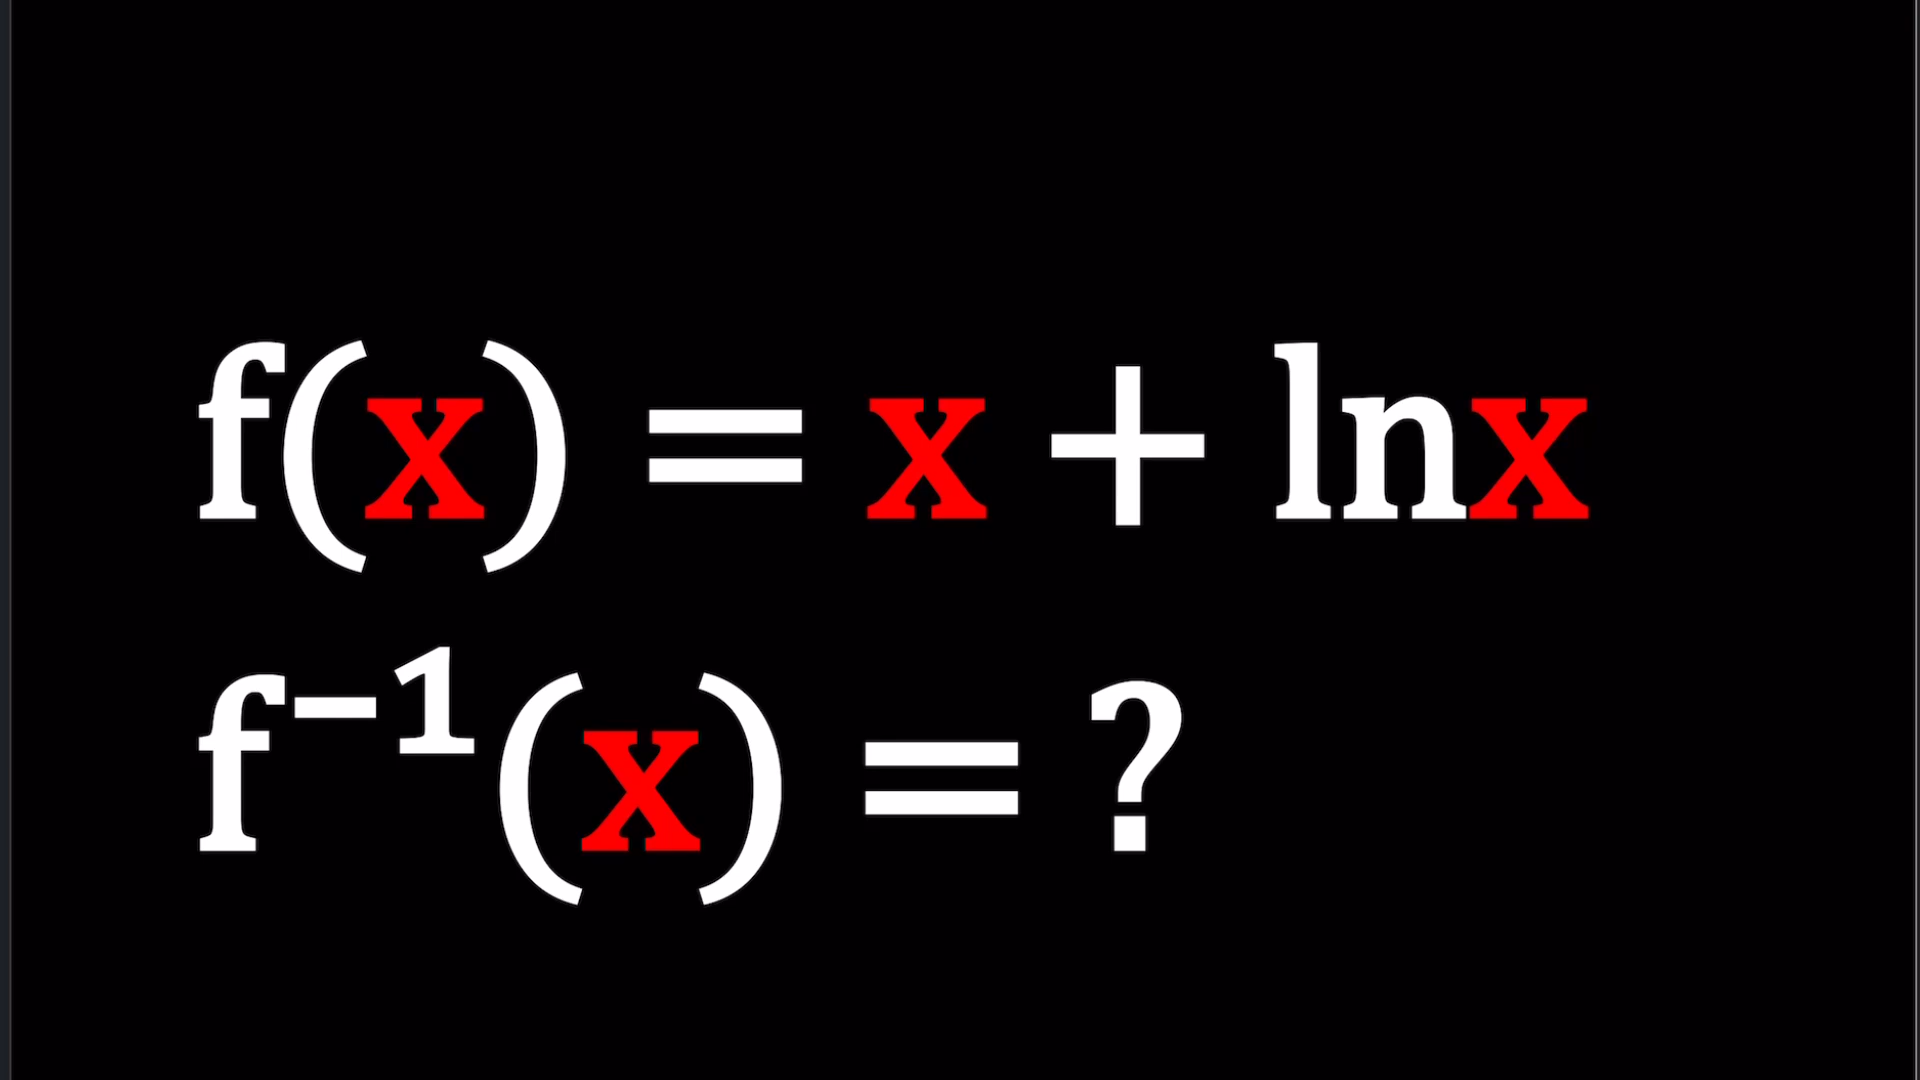 f(x) = x + lnx
f⁻¹(x) = ?